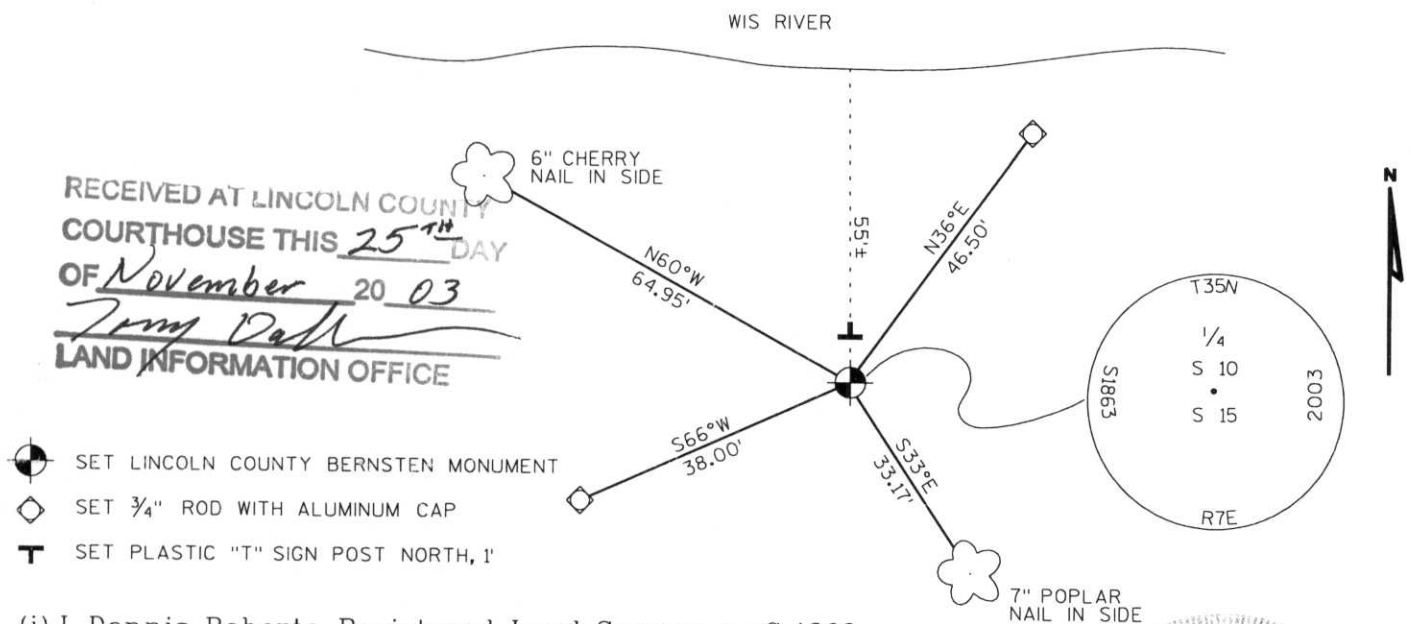 WIS RIVER
6" CHERRY
NAIL IN SIDE
RECEIVED AT LINCOLN COUNTY
COURTHOUSE THIS 25TH DAY
OF November 20 03
LAND INFORMATION OFFICE
N60°W
64.95'
55'±
N36°E
46.50'
N
T35N
1/4
S 10
S 15
S1863
2003
R7E
S66°W
38.00'
S33°E
33.17'
7" POPLAR
NAIL IN SIDE
SET LINCOLN COUNTY BERNSTEN MONUMENT
SET 3/4" ROD WITH ALUMINUM CAP
SET PLASTIC "T" SIGN POST NORTH, 1'